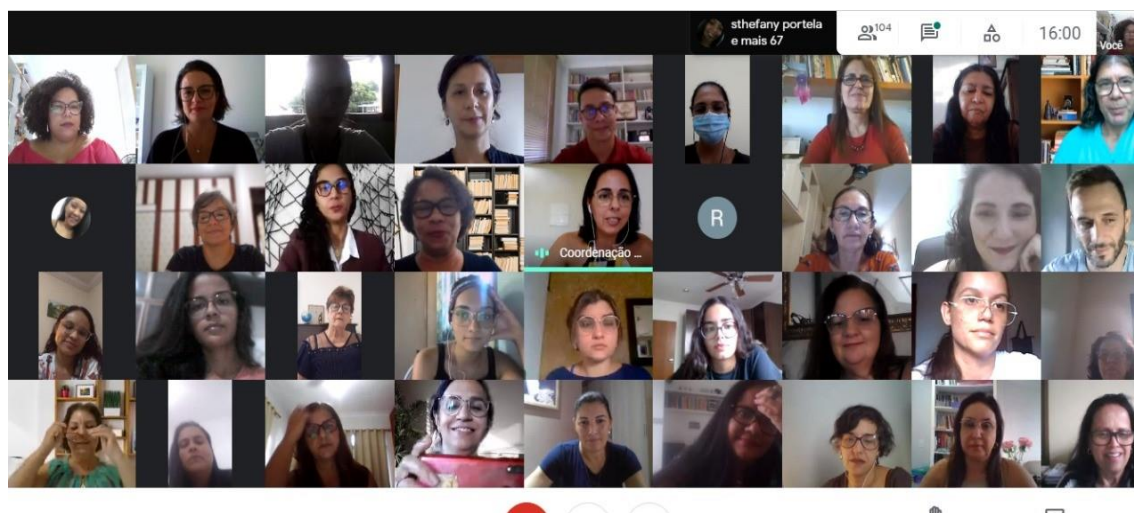 sthefany portela
e mais 67
104
16:00
Você
Coordenação ...
R